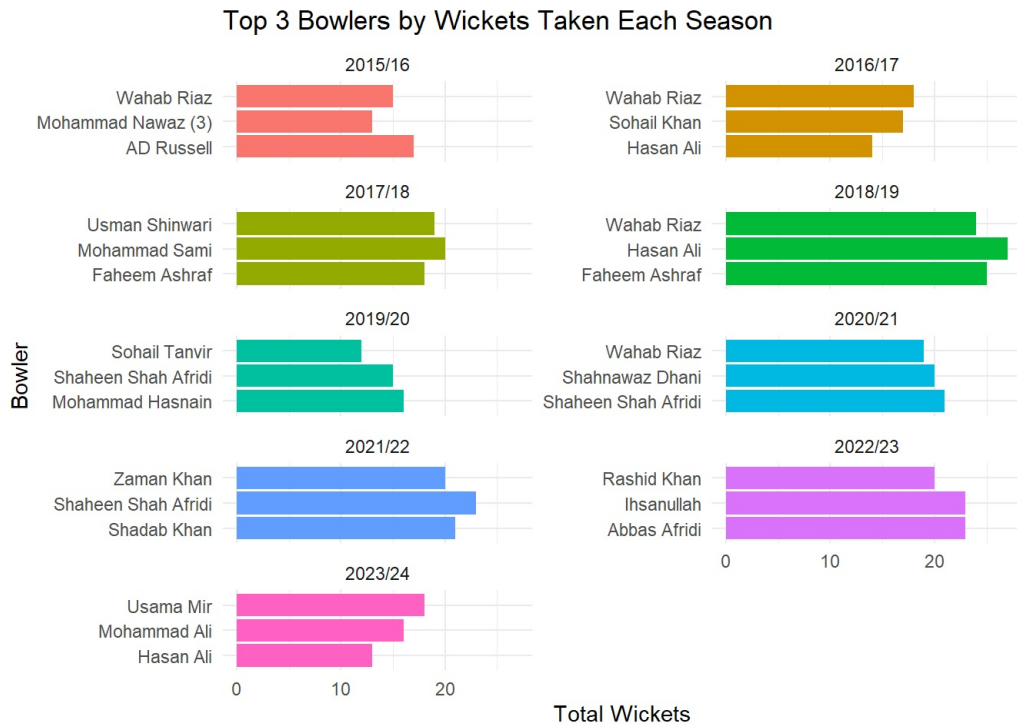 Top 3 Bowlers by Wickets Taken Each Season
2015/16
Wahab Riaz
Mohammad Nawaz (3)
AD Russell
2016/17
Wahab Riaz
Sohail Khan
Hasan Ali
2017/18
Usman Shinwari
Mohammad Sami
Faheem Ashraf
2018/19
Wahab Riaz
Hasan Ali
Faheem Ashraf
2019/20
Sohail Tanvir
Shaheen Shah Afridi
Mohammad Hasnain
2020/21
Wahab Riaz
Shahnawaz Dhani
Shaheen Shah Afridi
2021/22
Zaman Khan
Shaheen Shah Afridi
Shadab Khan
2022/23
Rashid Khan
Ihsanullah
Abbas Afridi
0 10 20
2023/24
Usama Mir
Mohammad Ali
Hasan Ali
0 10 20
Bowler
Total Wickets